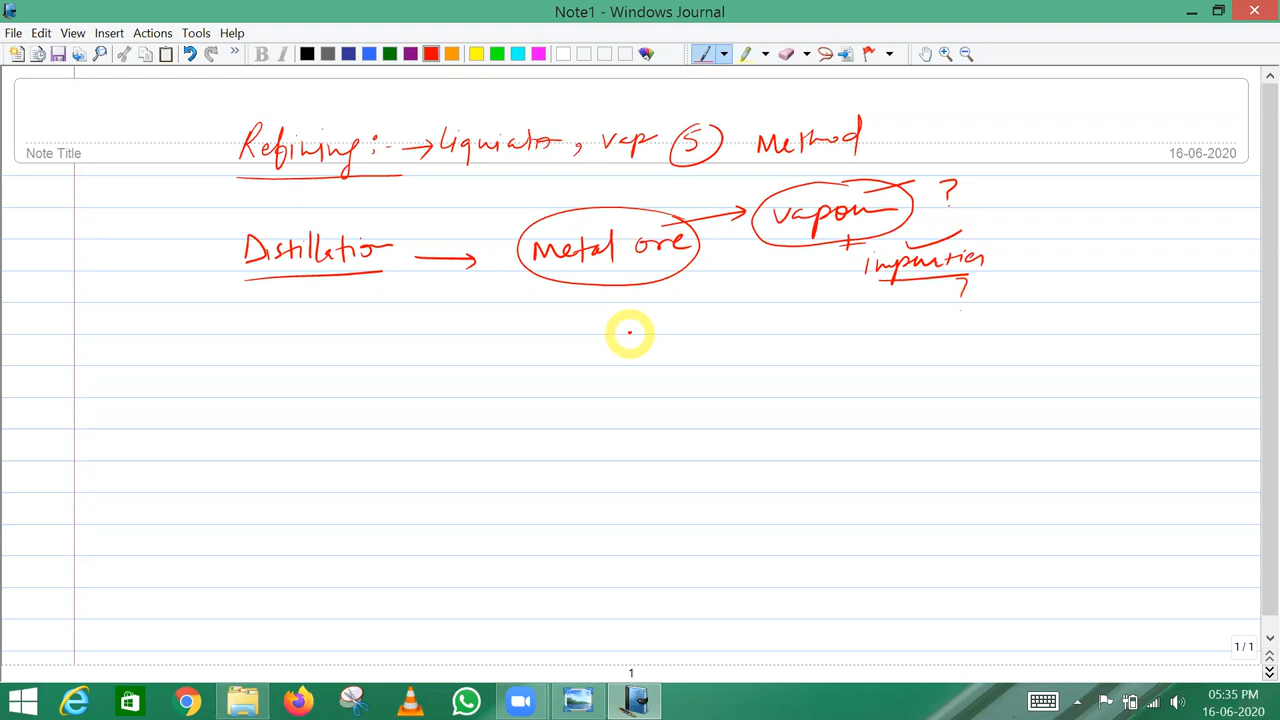 Note1 - Windows Journal
File Edit View Insert Actions Tools Help
B I
Refining :- → Liquiatn , vap 5 Method
Note Title
16-06-2020
vapour ?
Distillation → Metal ore
+
impurities
?
1 / 1
1
05:35 PM
16-06-2020